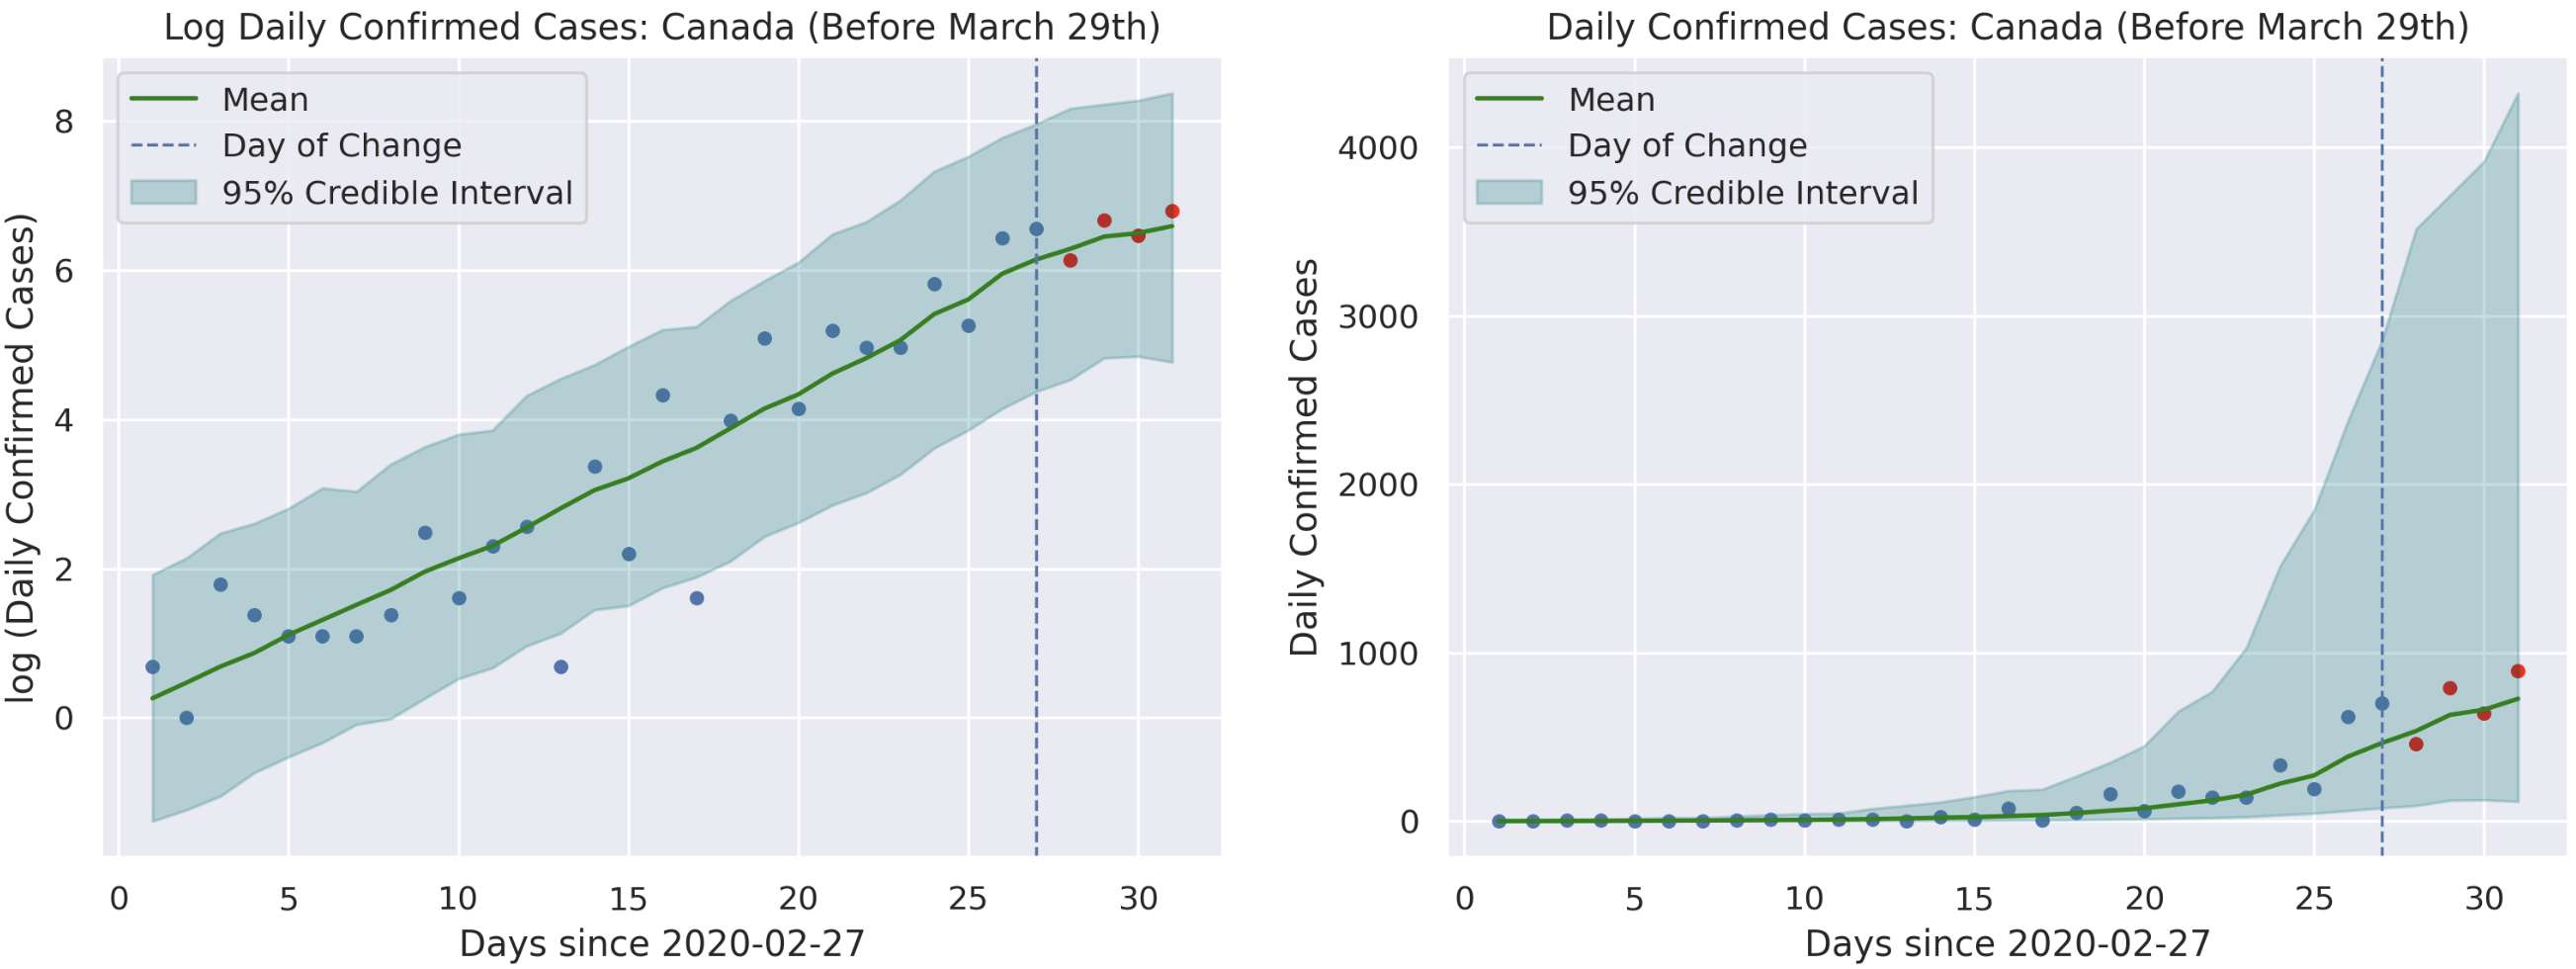 Log Daily Confirmed Cases: Canada (Before March 29th)
Mean
Day of Change
95% Credible Interval
log (Daily Confirmed Cases)
8
6
4
2
0
0 5 10 15 20 25 30
Days since 2020-02-27
Daily Confirmed Cases: Canada (Before March 29th)
Mean
Day of Change
95% Credible Interval
Daily Confirmed Cases
4000
3000
2000
1000
0
0 5 10 15 20 25 30
Days since 2020-02-27